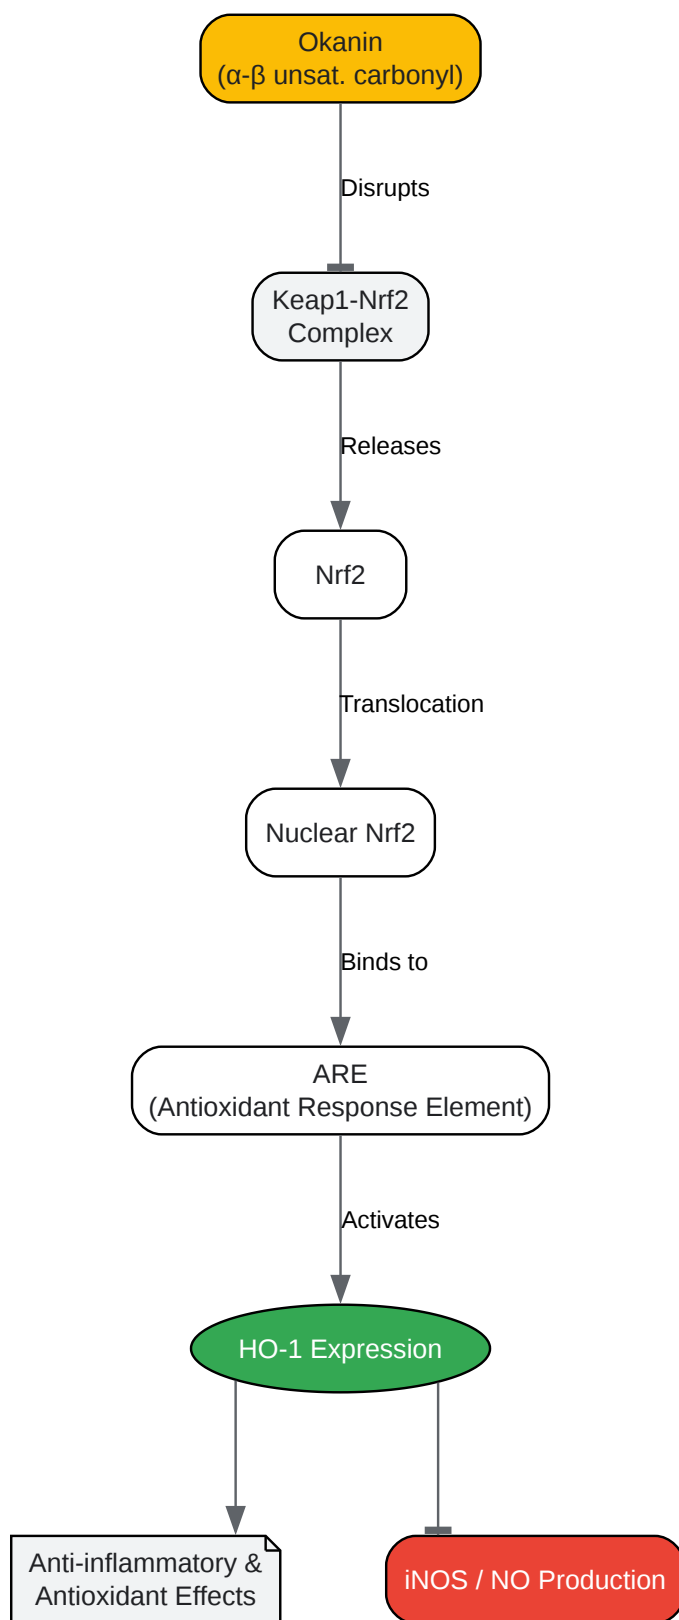 Okanin
(α-β unsat. carbonyl)
Disrupts
Keap1-Nrf2
Complex
Releases
Nrf2
Translocation
Nuclear Nrf2
Binds to
ARE
(Antioxidant Response Element)
Activates
HO-1 Expression
Anti-inflammatory &
Antioxidant Effects
iNOS / NO Production